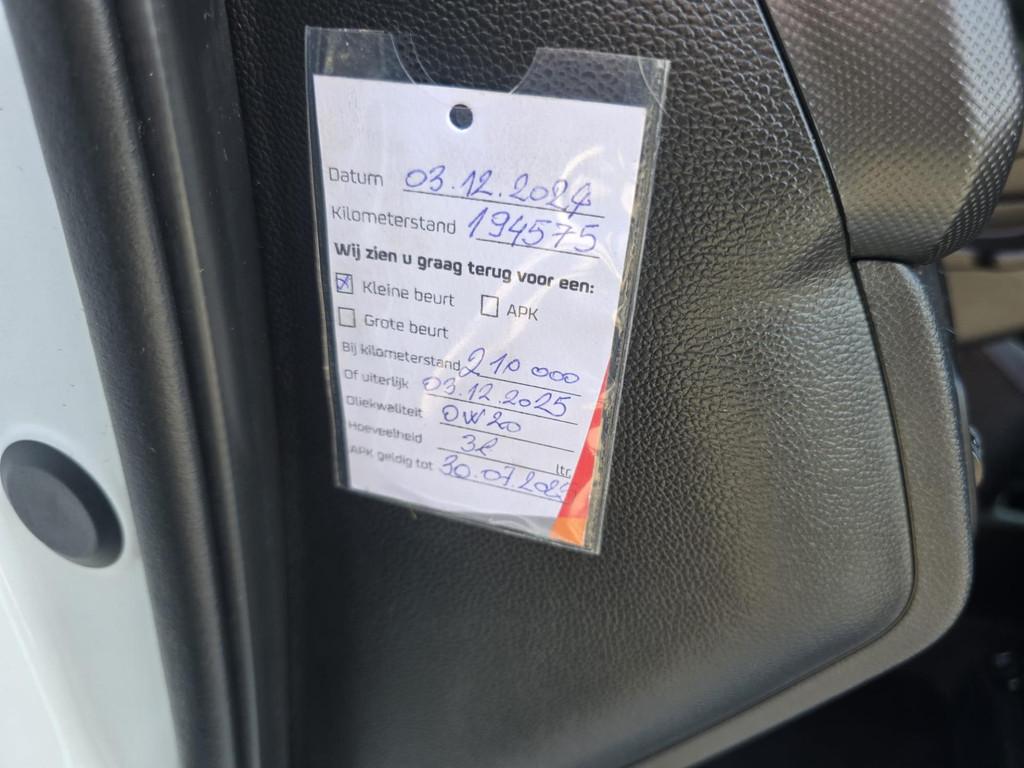 Datum 03.12.2024
Kilometerstand 194575
Wij zien u graag terug voor een:
Kleine beurt APK
Grote beurt
Bij kilometerstand 210 000
Of uiterlijk 03.12.2025
Oliekwaliteit 0W20
Hoeveelheid 3l ltr
APK geldig tot